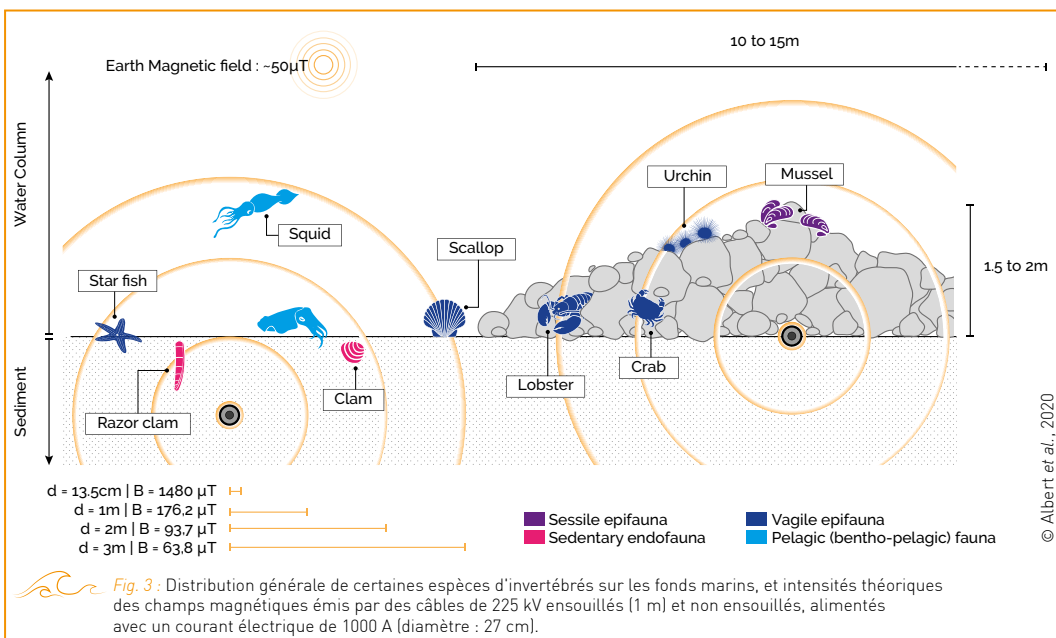 10 to 15m
Earth Magnetic field : ~50µT
Water Column
Sediment
Urchin
Mussel
Squid
Scallop
Star fish
1.5 to 2m
Lobster
Crab
Clam
Razor clam
d = 13.5cm | B = 1480 µT
d = 1m | B = 176,2 µT
d = 2m | B = 93,7 µT
d = 3m | B = 63,8 µT
Sessile epifauna
Sedentary endofauna
Vagile epifauna
Pelagic (bentho-pelagic) fauna
© Albert et al., 2020
Fig. 3 : Distribution générale de certaines espèces d'invertébrés sur les fonds marins, et intensités théoriques
des champs magnétiques émis par des câbles de 225 kV ensouillés (1 m) et non ensouillés, alimentés
avec un courant électrique de 1000 A (diamètre : 27 cm).